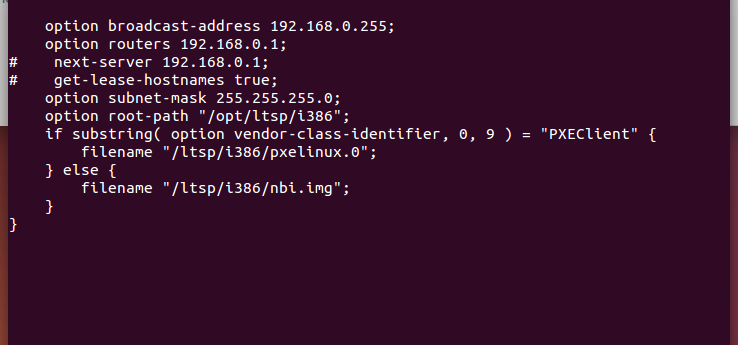 option broadcast-address 192.168.0.255;
option routers 192.168.0.1;
#    next-server 192.168.0.1;
#    get-lease-hostnames true;
option subnet-mask 255.255.255.0;
option root-path "/opt/ltsp/i386";
if substring( option vendor-class-identifier, 0, 9 ) = "PXEClient" {
filename "/ltsp/i386/pxelinux.0";
} else {
filename "/ltsp/i386/nbi.img";
}
}